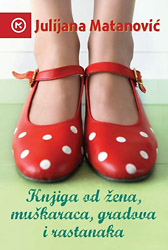 Julijana Matanović
Knjiga od žena,
muškaraca, gradova
i rastanaka